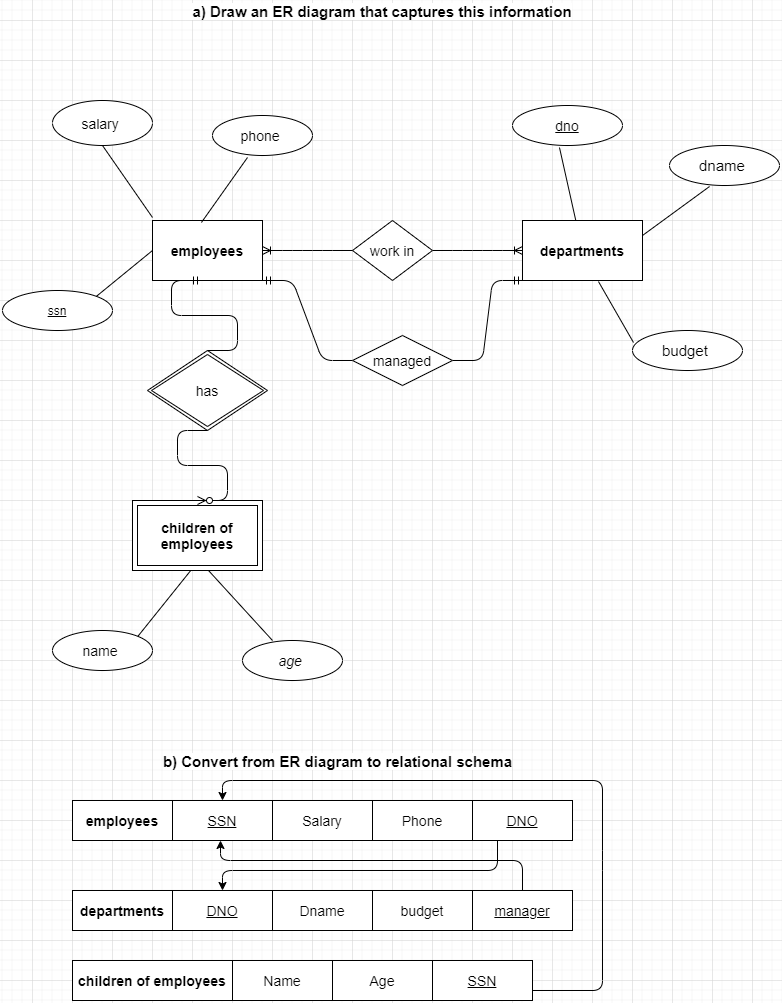 a) Draw an ER diagram that captures this information
salary
phone
dno
dname
employees
work in
departments
ssn
managed
budget
has
children of
employees
name
age
b) Convert from ER diagram to relational schema
employees SSN Salary Phone DNO
departments DNO Dname budget manager
children of employees Name Age SSN